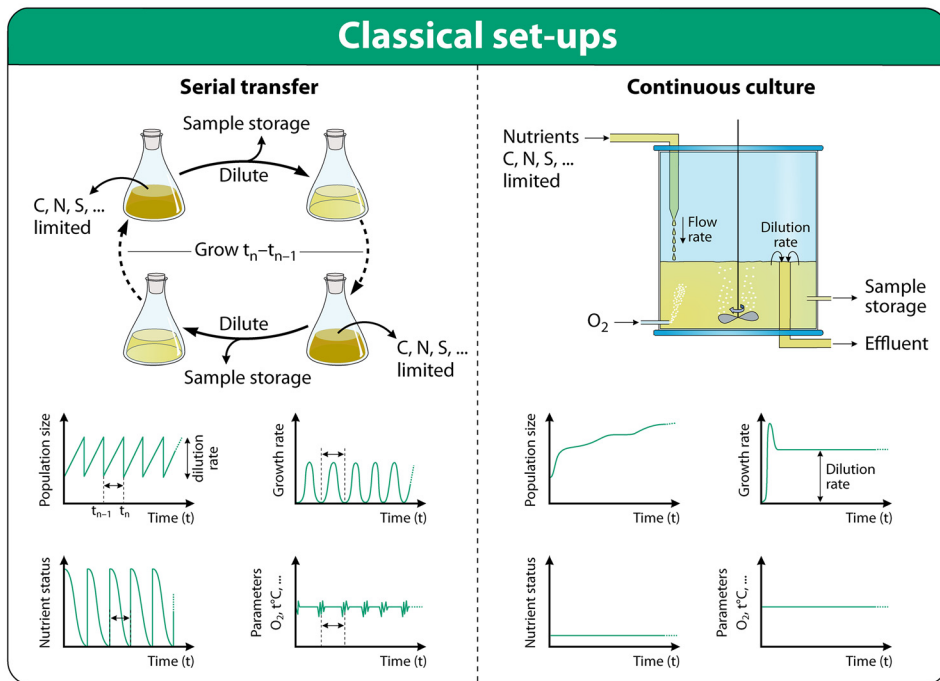 Classical set-ups
Serial transfer
Sample storage
Dilute
C, N, S, ...
limited
Grow tₙ–tₙ₋₁
Dilute
Sample storage
C, N, S, ...
limited
Population size
dilution
rate
tₙ₋₁
tₙ
Time (t)
Growth rate
Time (t)
Nutrient status
Time (t)
Parameters
O₂, t°C, ...
Time (t)
Continuous culture
Nutrients
C, N, S, ...
limited
Flow
rate
Dilution
rate
Sample
storage
O₂
Effluent
Population size
Time (t)
Growth rate
Dilution
rate
Time (t)
Nutrient status
Time (t)
Parameters
O₂, t°C, ...
Time (t)